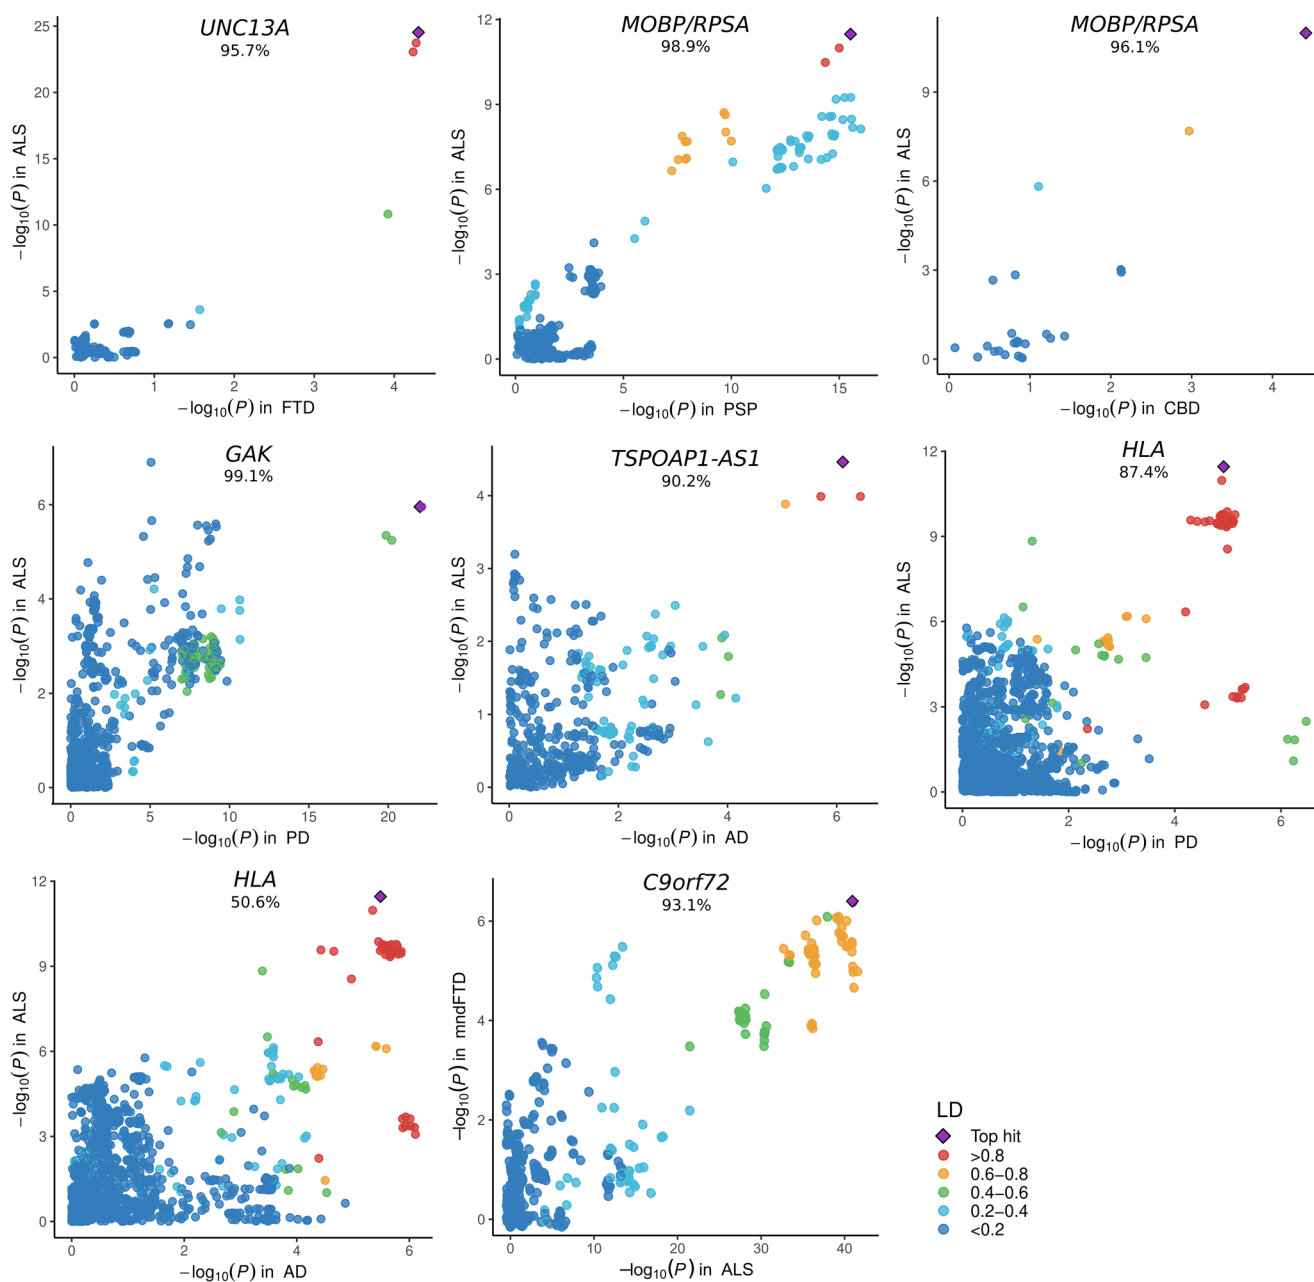 UNC13A
95.7%
25
20
15
10
5
0
−log10(P) in ALS
0 1 2 3 4
−log10(P) in FTD
MOBP/RPSA
98.9%
12
9
6
3
0
−log10(P) in ALS
0 5 10 15
−log10(P) in PSP
MOBP/RPSA
96.1%
9
6
3
0
−log10(P) in ALS
0 1 2 3 4
−log10(P) in CBD
GAK
99.1%
6
4
2
0
−log10(P) in ALS
0 5 10 15 20
−log10(P) in PD
TSPOAP1-AS1
90.2%
4
3
2
1
0
−log10(P) in ALS
0 2 4 6
−log10(P) in AD
HLA
87.4%
12
9
6
3
0
−log10(P) in ALS
0 2 4 6
−log10(P) in PD
HLA
50.6%
12
9
6
3
0
−log10(P) in ALS
0 2 4 6
−log10(P) in AD
C9orf72
93.1%
6
4
2
0
−log10(P) in mndFTD
0 10 20 30 40
−log10(P) in ALS
LD
Top hit
>0.8
0.6−0.8
0.4−0.6
0.2−0.4
<0.2